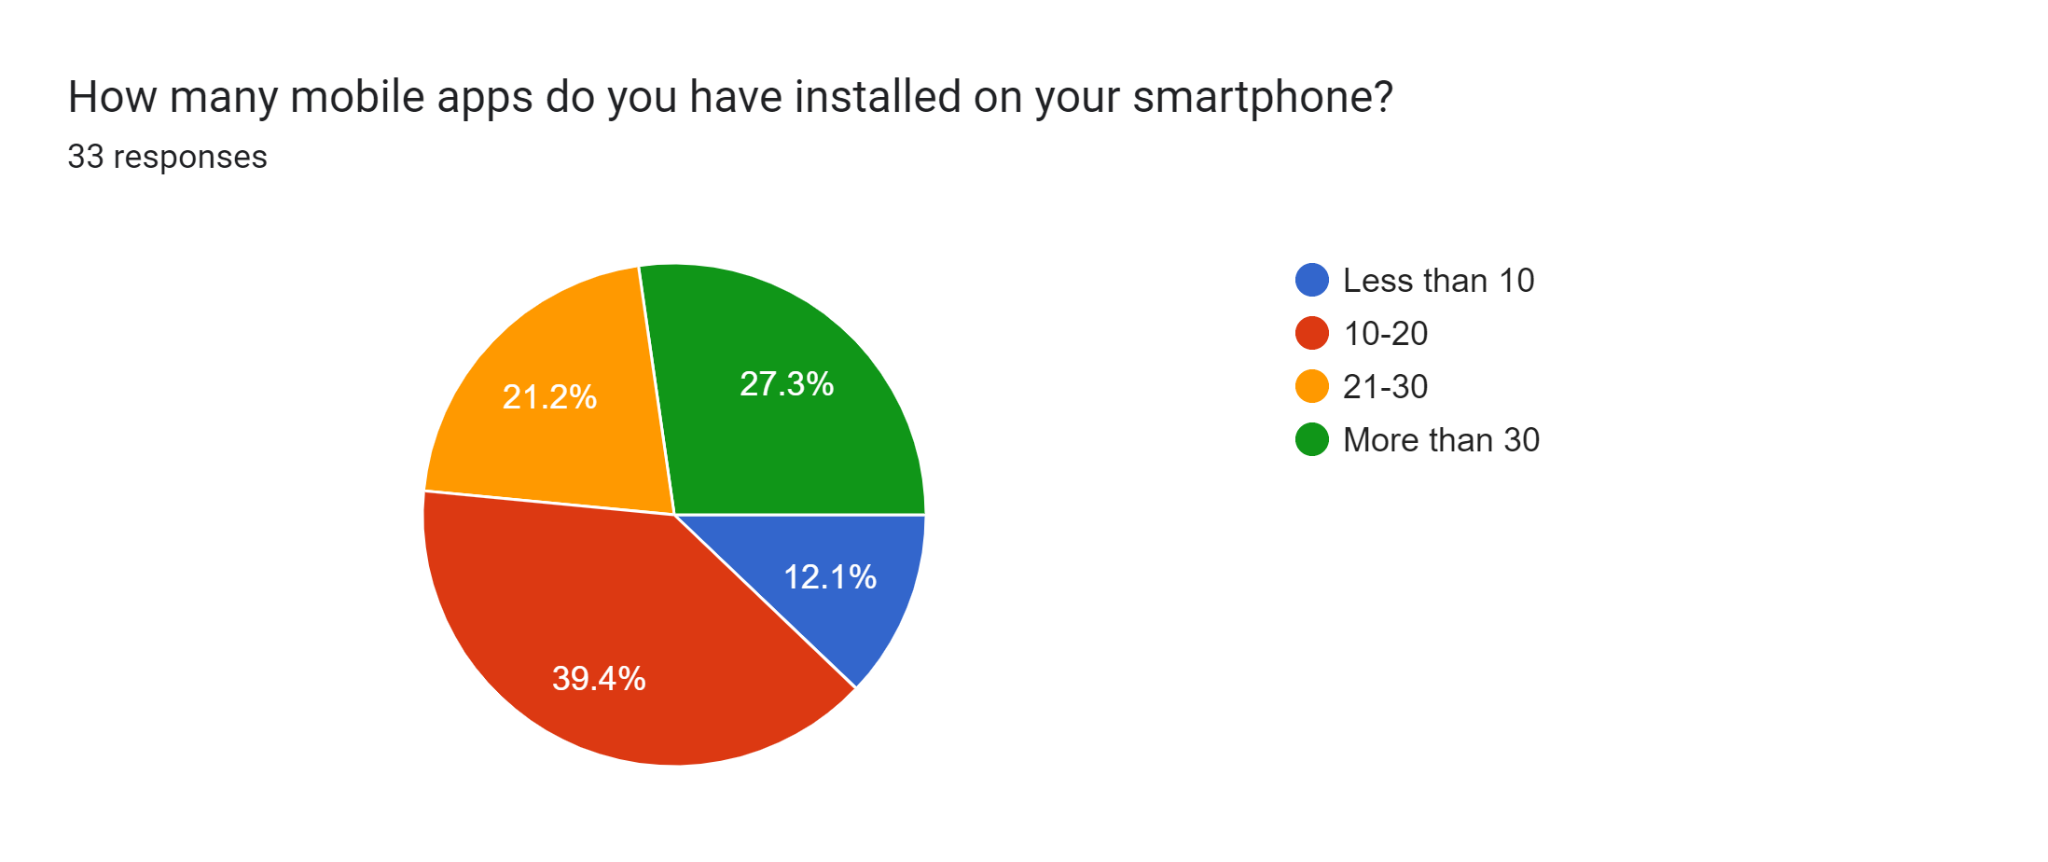 How many mobile apps do you have installed on your smartphone?
33 responses
Less than 10
10-20
21-30
More than 30
27.3%
21.2%
12.1%
39.4%